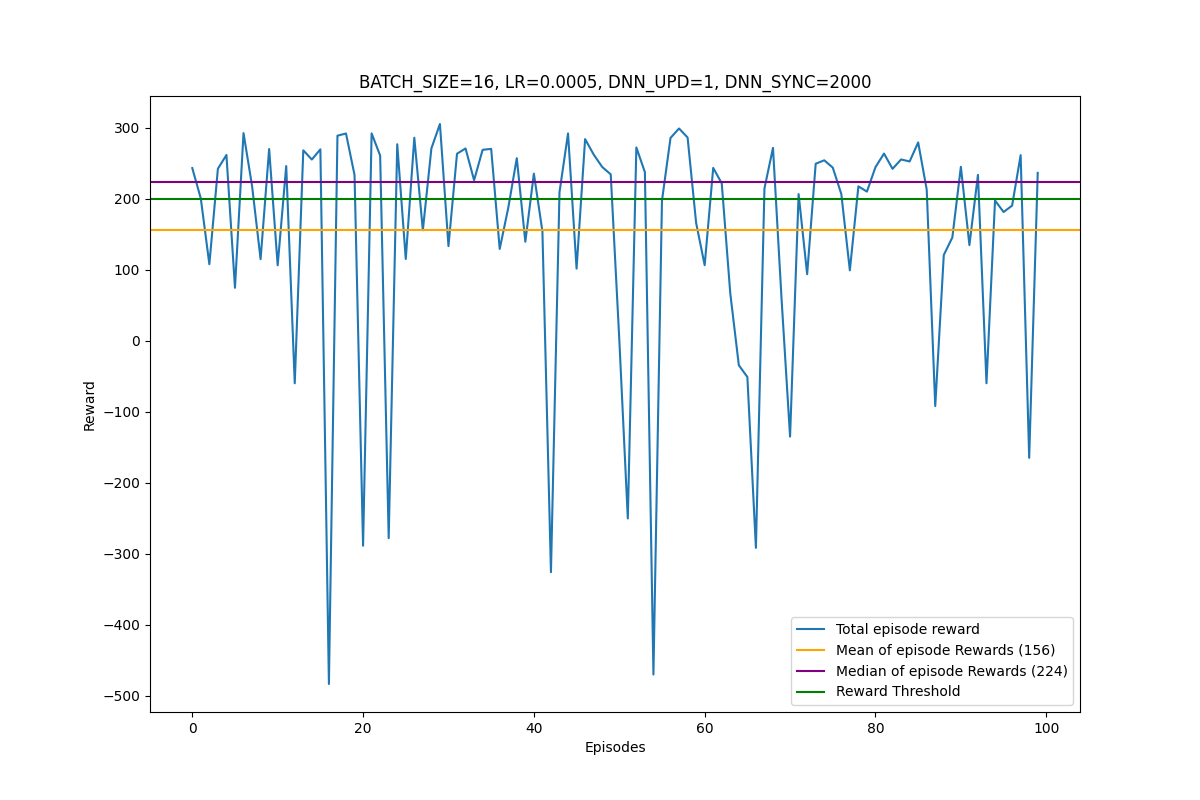 BATCH_SIZE=16, LR=0.0005, DNN_UPD=1, DNN_SYNC=2000
300
200
100
0
−100
−200
−300
−400
−500
Reward
Total episode reward
Mean of episode Rewards (156)
Median of episode Rewards (224)
Reward Threshold
0 20 40 60 80 100
Episodes